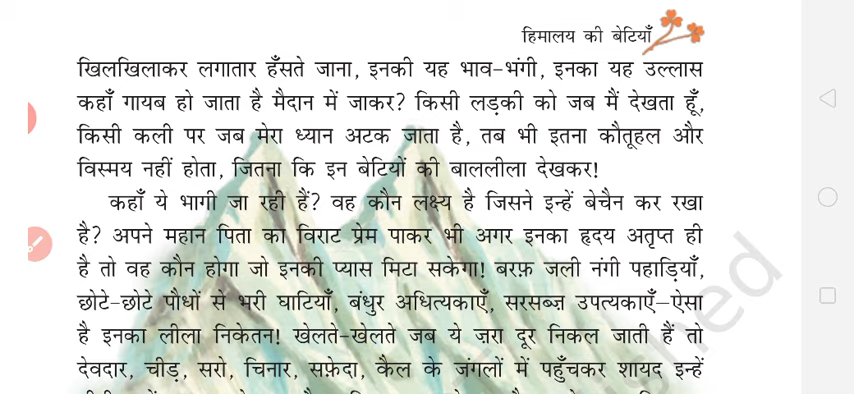 हिमालय की बेटियाँ
खिलखिलाकर लगातार हँसते जाना, इनकी यह भाव-भंगी, इनका यह उल्लास
कहाँ गायब हो जाता है मैदान में जाकर? किसी लड़की को जब मैं देखता हूँ,
किसी कली पर जब मेरा ध्यान अटक जाता है, तब भी इतना कौतूहल और
विस्मय नहीं होता, जितना कि इन बेटियों की बाललीला देखकर!
कहाँ ये भागी जा रही हैं? वह कौन लक्ष्य है जिसने इन्हें बेचैन कर रखा
है? अपने महान पिता का विराट प्रेम पाकर भी अगर इनका हृदय अतृप्त ही
है तो वह कौन होगा जो इनकी प्यास मिटा सकेगा! बरफ़ जली नंगी पहाड़ियाँ,
छोटे-छोटे पौधों से भरी घाटियाँ, बंधुर अधित्यकाएँ, सरसब्ज़ उपत्यकाएँ-ऐसा
है इनका लीला निकेतन! खेलते-खेलते जब ये ज़रा दूर निकल जाती हैं तो
देवदार, चीड़, सरो, चिनार, सफ़ेदा, कैल के जंगलों में पहुँचकर शायद इन्हें